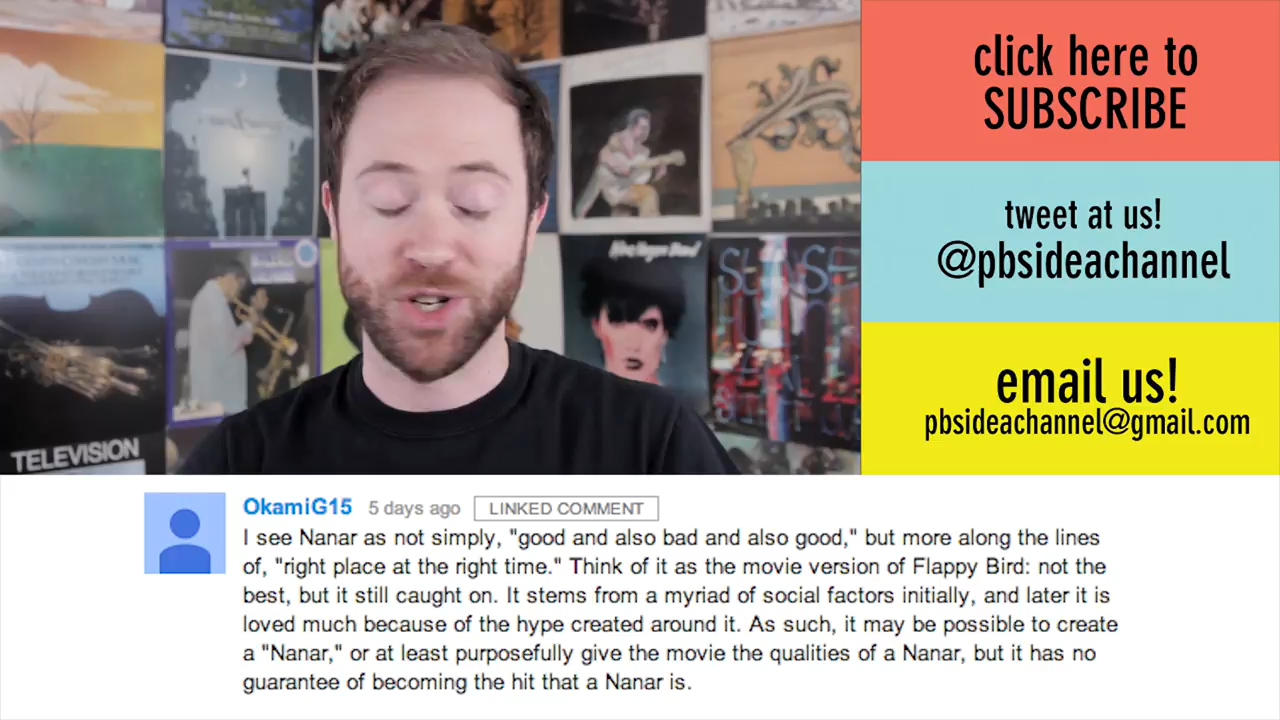 click here to
SUBSCRIBE
tweet at us!
@pbsideachannel
email us!
pbsideachannel@gmail.com
TELEVISION
OkamiG15 5 days ago LINKED COMMENT
I see Nanar as not simply, "good and also bad and also good," but more along the lines
of, "right place at the right time." Think of it as the movie version of Flappy Bird: not the
best, but it still caught on. It stems from a myriad of social factors initially, and later it is
loved much because of the hype created around it. As such, it may be possible to create
a "Nanar," or at least purposefully give the movie the qualities of a Nanar, but it has no
guarantee of becoming the hit that a Nanar is.